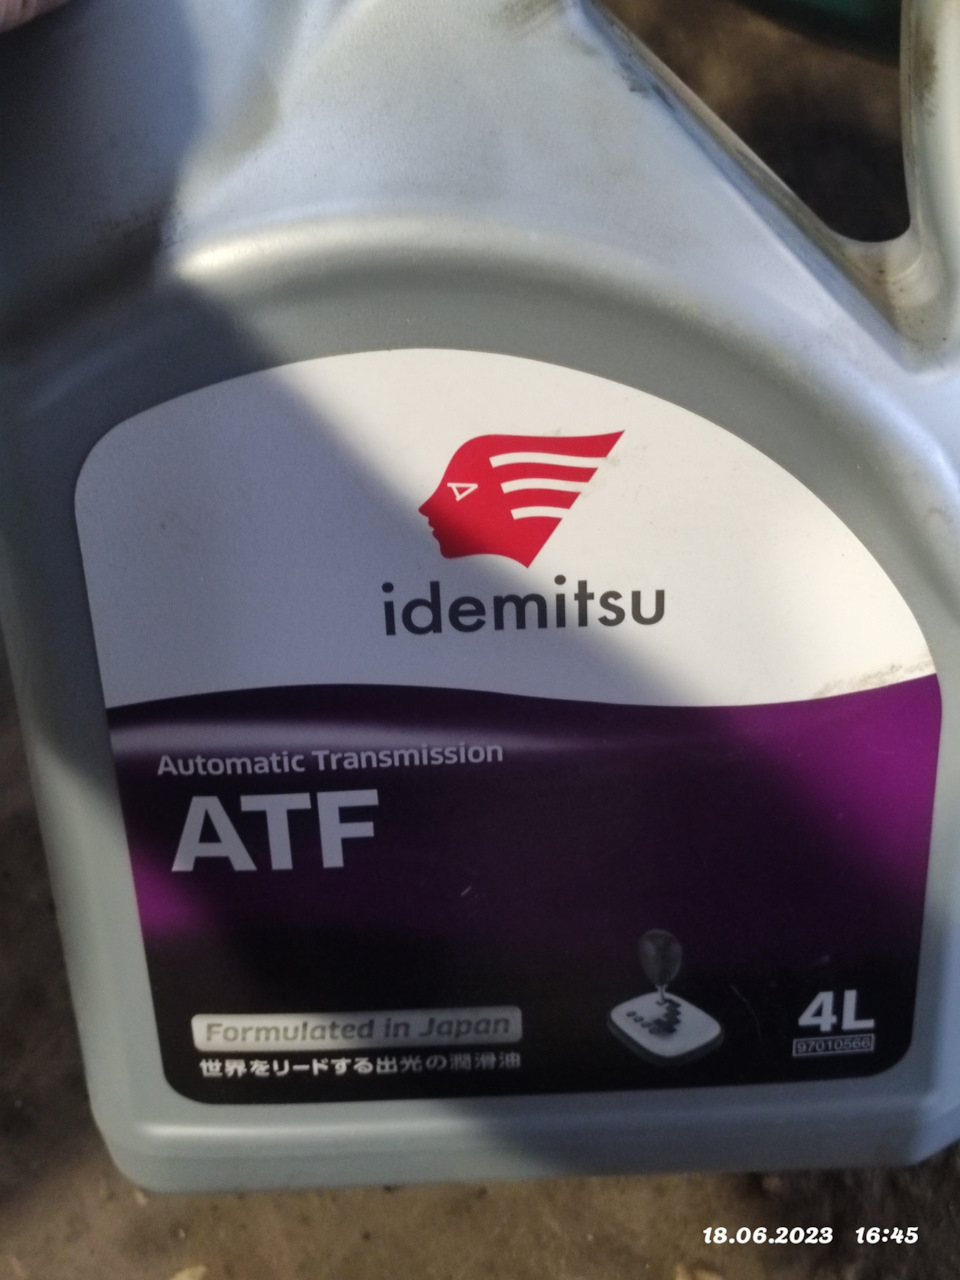 idemitsu
Automatic Transmission
ATF
Formulated in Japan
世界をリードする出光の潤滑油
4L
97010566
18.06.2023 16:45